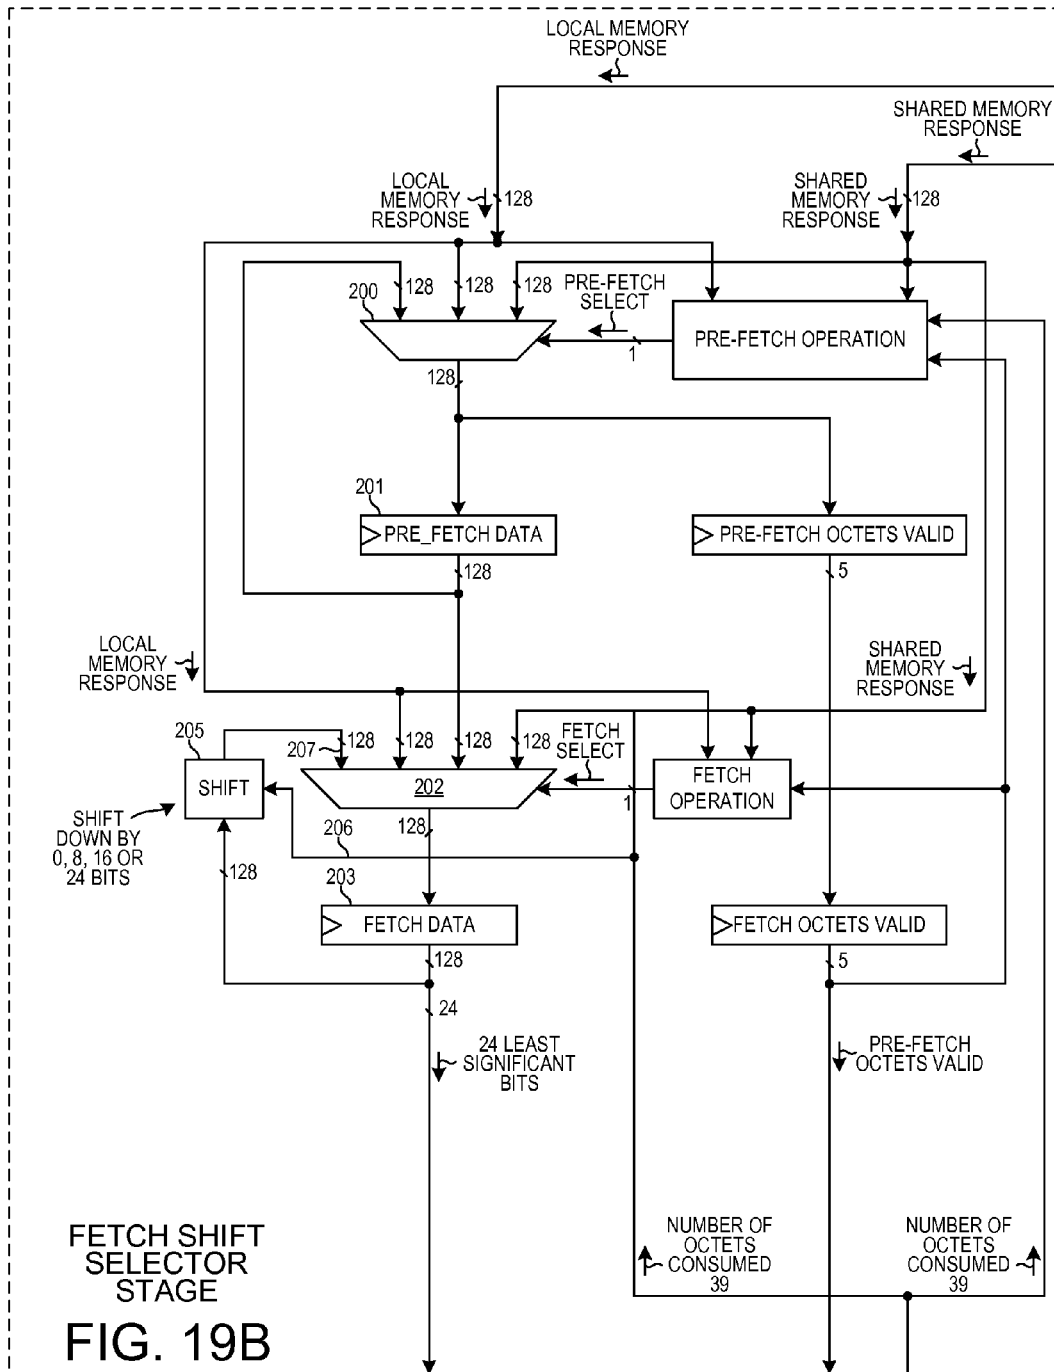 LOCAL MEMORY
RESPONSE
SHARED MEMORY
RESPONSE
LOCAL
MEMORY
RESPONSE
128
SHARED
MEMORY
RESPONSE
128
200
128
128
128
PRE-FETCH
SELECT
1
PRE-FETCH OPERATION
128
201
PRE_FETCH DATA
PRE-FETCH OCTETS VALID
128
5
LOCAL
MEMORY
RESPONSE
SHARED
MEMORY
RESPONSE
205
207
128
128
128
128
FETCH
SELECT
SHIFT
202
1
FETCH
OPERATION
SHIFT
DOWN BY
0, 8, 16 OR
24 BITS
128
206
128
203
FETCH DATA
FETCH OCTETS VALID
128
5
24
24 LEAST
SIGNIFICANT
BITS
PRE-FETCH
OCTETS VALID
NUMBER OF
OCTETS
CONSUMED
39
NUMBER OF
OCTETS
CONSUMED
39
FETCH SHIFT
SELECTOR
STAGE
FIG. 19B